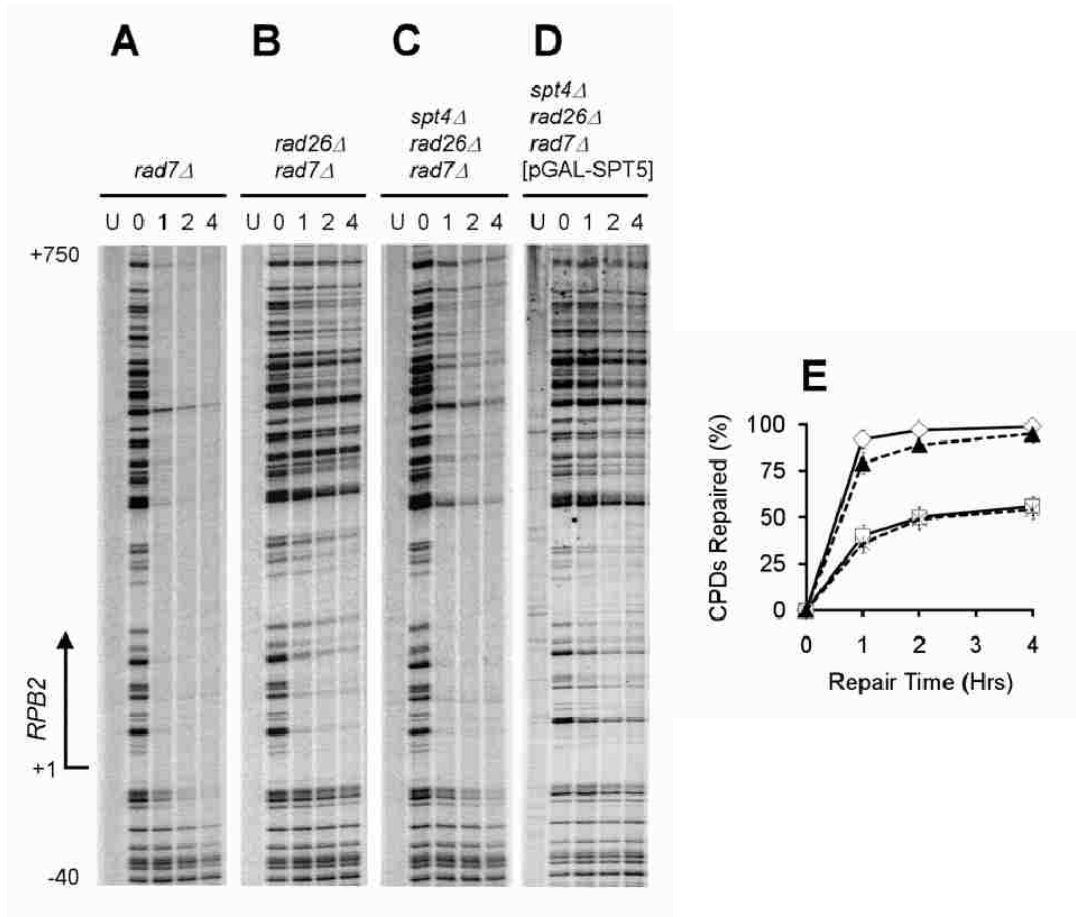 A
B
C
D
rad7Δ
rad26Δ
rad7Δ
spt4Δ
rad26Δ
rad7Δ
spt4Δ
rad26Δ
rad7Δ
[pGAL-SPT5]
U 0 1 2 4
U 0 1 2 4
U 0 1 2 4
U 0 1 2 4
+750
RPB2
+1
-40
E
CPDs Repaired (%)
100
75
50
25
0
0 1 2 4
Repair Time (Hrs)